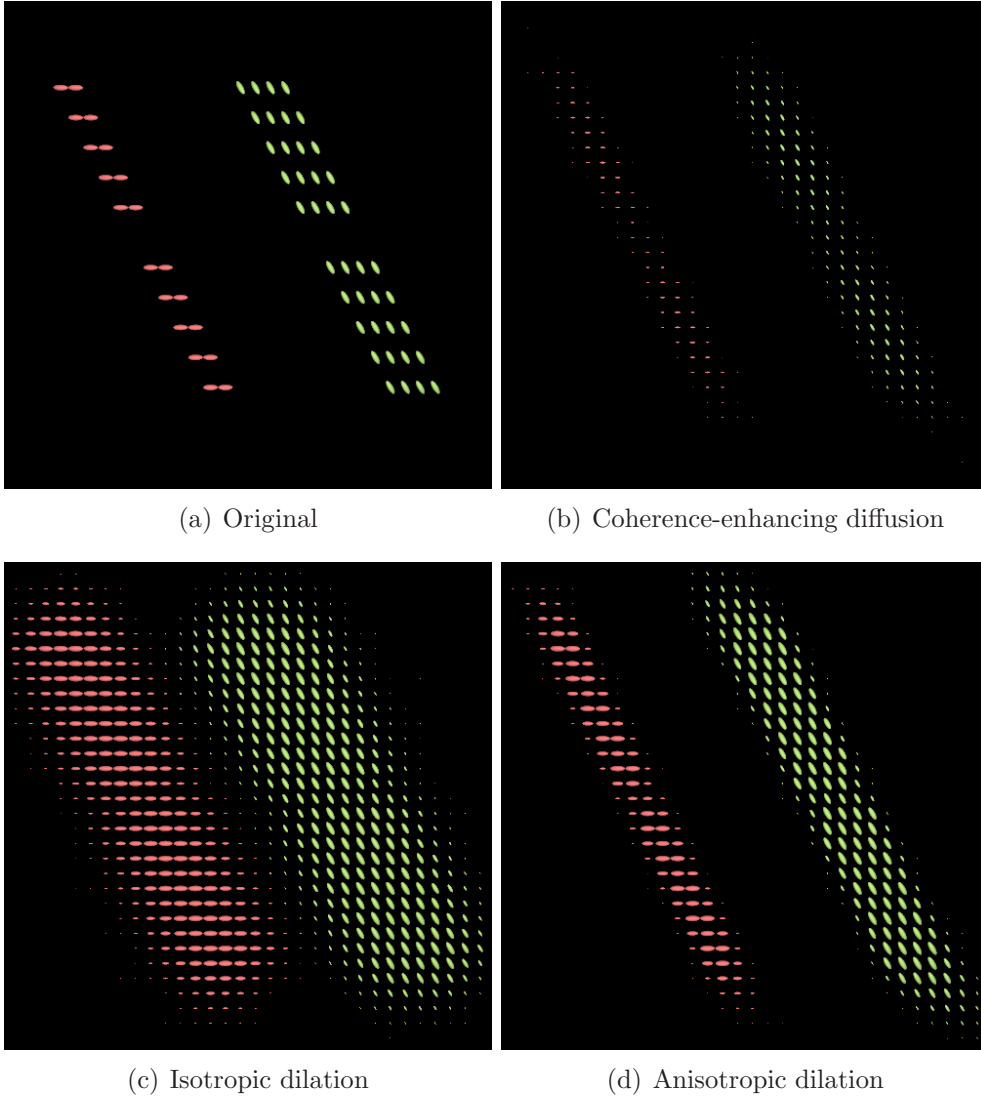 (a) Original
(b) Coherence-enhancing diffusion
(c) Isotropic dilation
(d) Anisotropic dilation